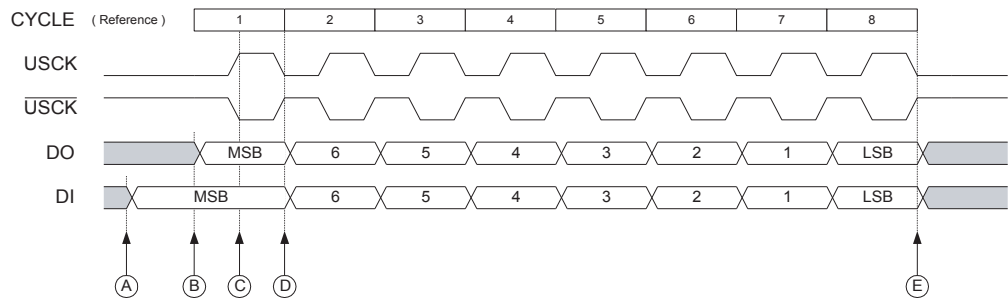 CYCLE ( Reference ) 1 2 3 4 5 6 7 8
USCK
USCK
DO MSB 6 5 4 3 2 1 LSB
DI MSB 6 5 4 3 2 1 LSB
A B C D E